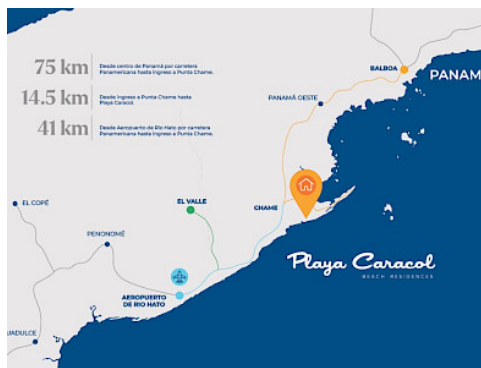 75 km
Desde centro de Panamá por carretera
Panamericana hasta ingreso a Punta Chame.
14.5 km
Desde Ingreso a Punta Chame hasta
Playa Caracol.
41 km
Desde Aeropuerto de Río Hato por carretera
Panamericana hasta ingreso a Punta Chame.
BALBOA
PANAM
PANAMÁ OESTE
EL COPÉ
EL VALLE
CHAME
PENONOMÉ
Playa Caracol
BEACH RESIDENCES
AEROPUERTO
DE RIO HATO
UADULCE